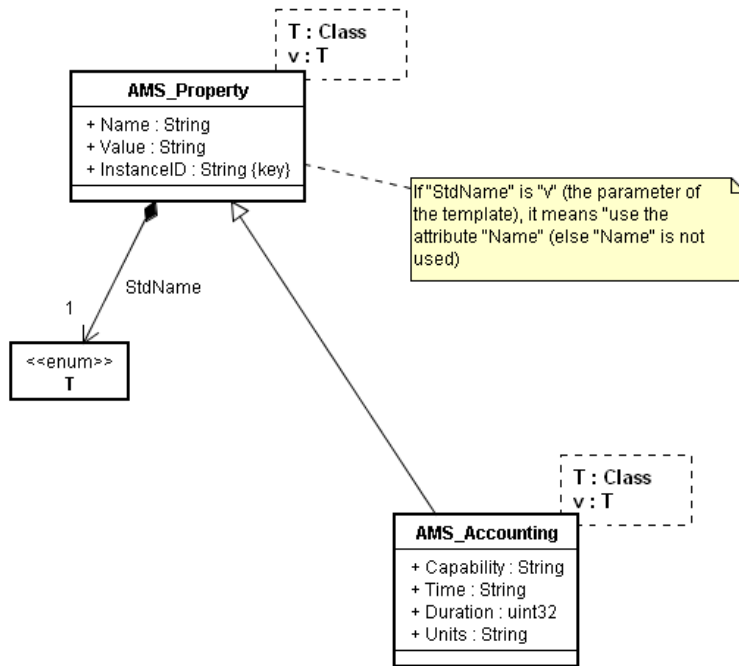 T : Class
v : T
AMS_Property
+ Name : String
+ Value : String
+ InstanceID : String {key}
If "StdName" is "v" (the parameter of
the template), it means "use the
attribute "Name" (else "Name" is not
used)
StdName
1
<<enum>>
T
T : Class
v : T
AMS_Accounting
+ Capability : String
+ Time : String
+ Duration : uint32
+ Units : String